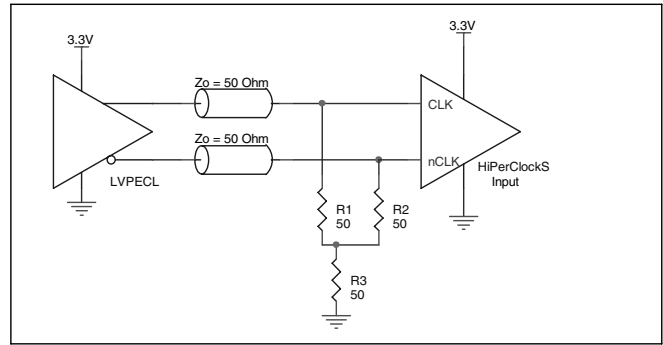 3.3V
3.3V
Zo = 50 Ohm
CLK
Zo = 50 Ohm
nCLK
HiPerClockS
Input
LVPECL
R1
50
R2
50
R3
50